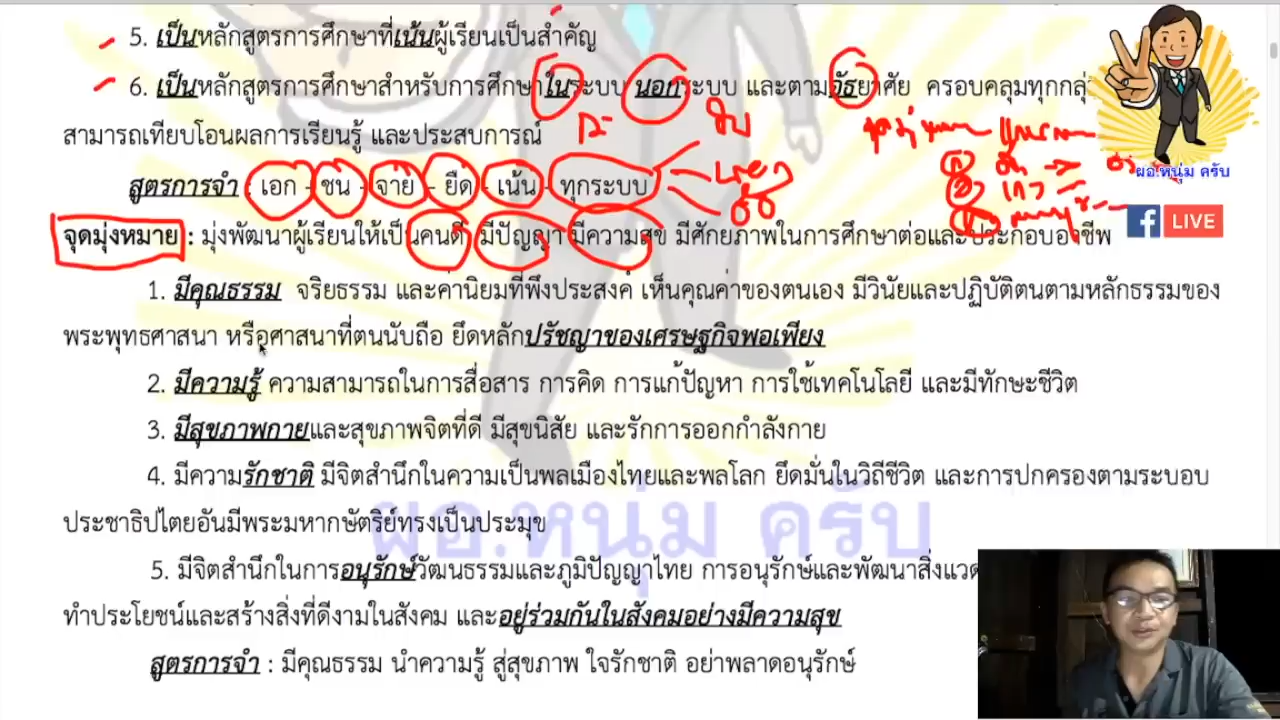 5. เป็นหลักสูตรการศึกษาที่เน้นผู้เรียนเป็นสำคัญ
6. เป็นหลักสูตรการศึกษาสำหรับการศึกษาในระบบ นอกระบบ และตามอัธยาศัย ครอบคลุมทุกกลุ่
สามารถเทียบโอนผลการเรียนรู้ และประสบการณ์
สูตรการจำ : เอก - ชน - จาย - ยึด - เน้น - ทุกระบบ
ผอ.หนุ่ม ครับ
LIVE
จุดมุ่งหมาย : มุ่งพัฒนาผู้เรียนให้เป็นคนดี มีปัญญา มีความสุข มีศักยภาพในการศึกษาต่อและประกอบอาชีพ
1. มีคุณธรรม จริยธรรม และค่านิยมที่พึงประสงค์ เห็นคุณค่าของตนเอง มีวินัยและปฏิบัติตนตามหลักธรรมของ
พระพุทธศาสนา หรือศาสนาที่ตนนับถือ ยึดหลักปรัชญาของเศรษฐกิจพอเพียง
2. มีความรู้ ความสามารถในการสื่อสาร การคิด การแก้ปัญหา การใช้เทคโนโลยี และมีทักษะชีวิต
3. มีสุขภาพกายและสุขภาพจิตที่ดี มีสุขนิสัย และรักการออกกำลังกาย
4. มีความรักชาติ มีจิตสำนึกในความเป็นพลเมืองไทยและพลโลก ยึดมั่นในวิถีชีวิต และการปกครองตามระบอบ
ประชาธิปไตยอันมีพระมหากษัตริย์ทรงเป็นประมุข
ผอ.หนุ่ม ครับ
5. มีจิตสำนึกในการอนุรักษ์วัฒนธรรมและภูมิปัญญาไทย การอนุรักษ์และพัฒนาสิ่งแวด
ทำประโยชน์และสร้างสิ่งที่ดีงามในสังคม และอยู่ร่วมกันในสังคมอย่างมีความสุข
สูตรการจำ : มีคุณธรรม นำความรู้ สู่สุขภาพ ใจรักชาติ อย่าพลาดอนุรักษ์